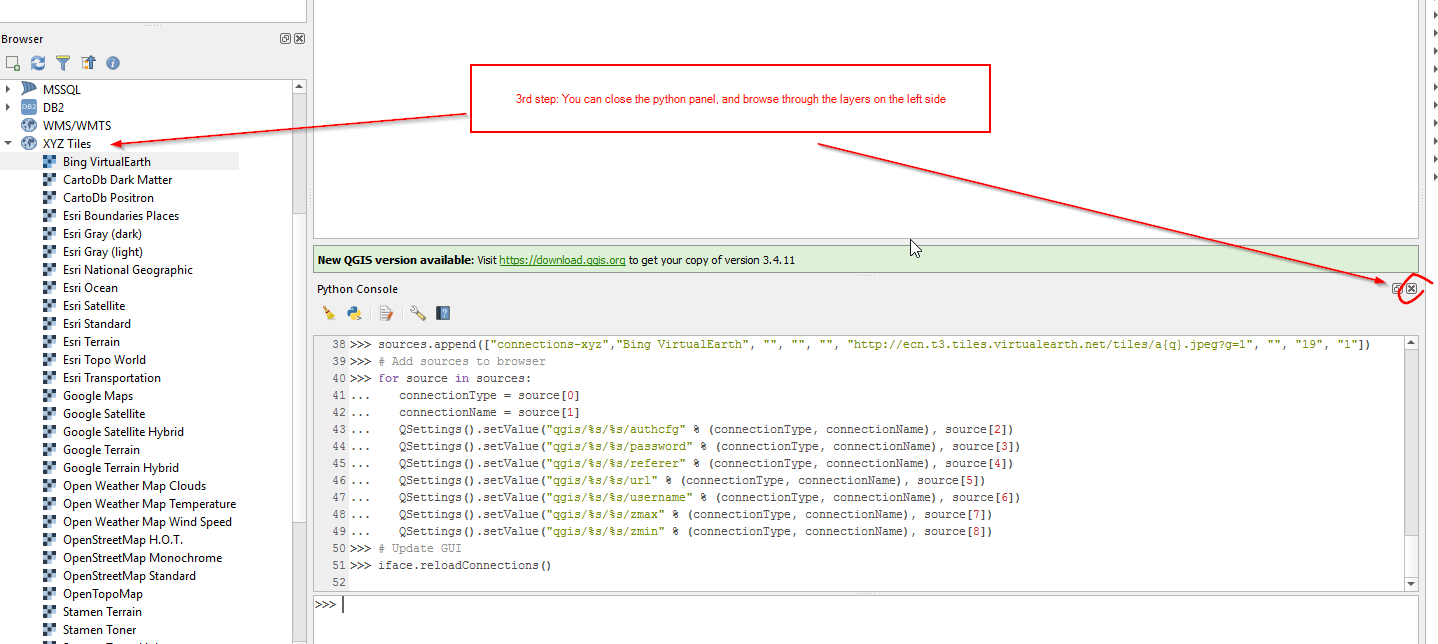 Browser
MSSQL
DB2
DB2
WMS/WMTS
XYZ Tiles
Bing VirtualEarth
CartoDb Dark Matter
CartoDb Positron
Esri Boundaries Places
Esri Gray (dark)
Esri Gray (light)
Esri National Geographic
Esri Ocean
Esri Satellite
Esri Standard
Esri Terrain
Esri Topo World
Esri Transportation
Google Maps
Google Satellite
Google Satellite Hybrid
Google Terrain
Google Terrain Hybrid
Open Weather Map Clouds
Open Weather Map Temperature
Open Weather Map Wind Speed
OpenStreetMap H.O.T.
OpenStreetMap Monochrome
OpenStreetMap Standard
OpenTopoMap
Stamen Terrain
Stamen Toner
3rd step: You can close the python panel, and browse through the layers on the left side
New QGIS version available: Visit https://download.qgis.org to get your copy of version 3.4.11
Python Console
38 >>> sources.append(["connections-xyz","Bing VirtualEarth", "", "", "", "http://ecn.t3.tiles.virtualearth.net/tiles/a{q}.jpeg?g=1", "", "19", "1"])
39 >>> # Add sources to browser
40 >>> for source in sources:
41 ...    connectionType = source[0]
42 ...    connectionName = source[1]
43 ...    QSettings().setValue("qgis/%s/%s/authcfg" % (connectionType, connectionName), source[2])
44 ...    QSettings().setValue("qgis/%s/%s/password" % (connectionType, connectionName), source[3])
45 ...    QSettings().setValue("qgis/%s/%s/referer" % (connectionType, connectionName), source[4])
46 ...    QSettings().setValue("qgis/%s/%s/url" % (connectionType, connectionName), source[5])
47 ...    QSettings().setValue("qgis/%s/%s/username" % (connectionType, connectionName), source[6])
48 ...    QSettings().setValue("qgis/%s/%s/zmax" % (connectionType, connectionName), source[7])
49 ...    QSettings().setValue("qgis/%s/%s/zmin" % (connectionType, connectionName), source[8])
50 >>> # Update GUI
51 >>> iface.reloadConnections()
52
>>>